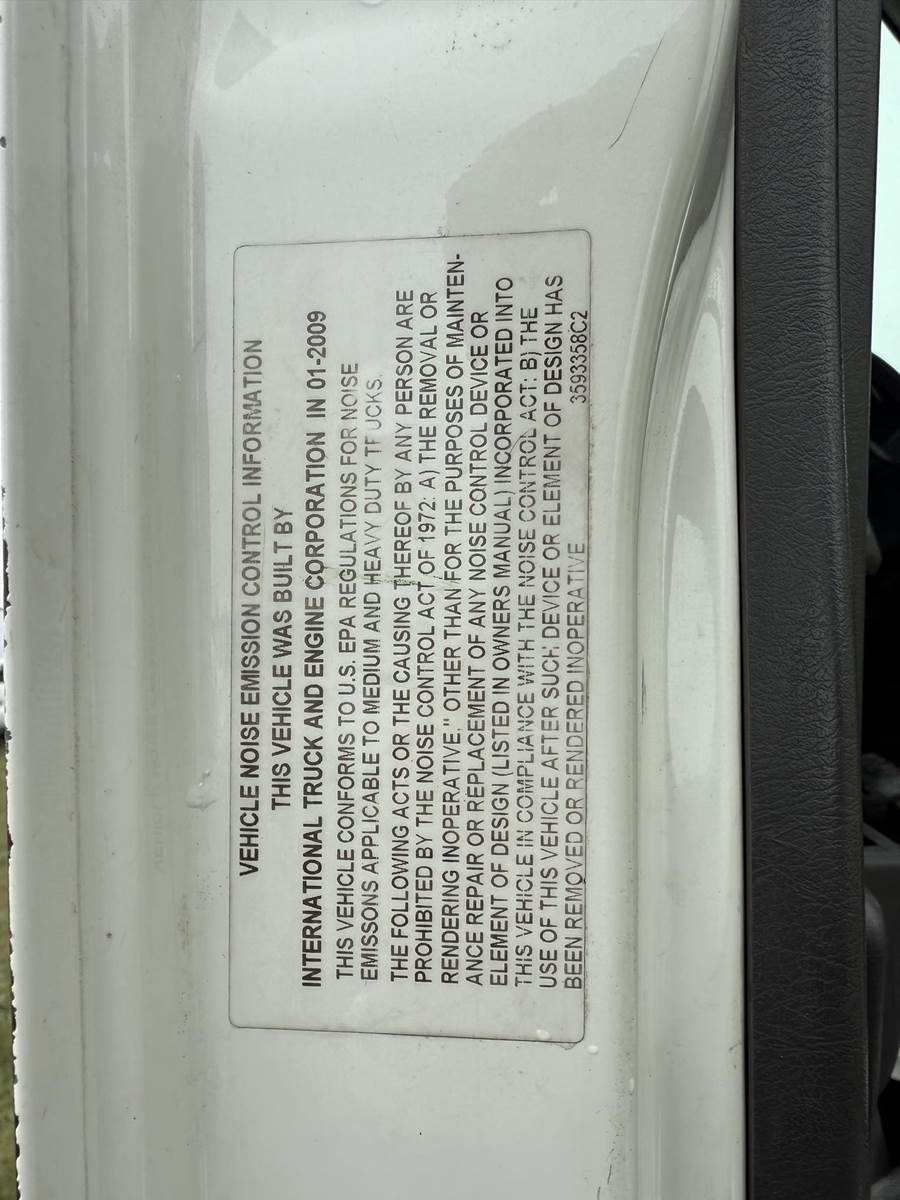 VEHICLE NOISE EMISSION CONTROL INFORMATION
THIS VEHICLE WAS BUILT BY
INTERNATIONAL TRUCK AND ENGINE CORPORATION IN 01-2009
THIS VEHICLE CONFORMS TO U.S. EPA REGULATIONS FOR NOISE
EMISSONS APPLICABLE TO MEDIUM AND HEAVY DUTY TRUCKS.
THE FOLLOWING ACTS OR THE CAUSING THEREOF BY ANY PERSON ARE
PROHIBITED BY THE NOISE CONTROL ACT OF 1972: A) THE REMOVAL OR
RENDERING INOPERATIVE," OTHER THAN FOR THE PURPOSES OF MAINTEN-
ANCE REPAIR OR REPLACEMENT OF ANY NOISE CONTROL DEVICE OR
ELEMENT OF DESIGN (LISTED IN OWNERS MANUAL) INCORPORATED INTO
THIS VEHICLE IN COMPLIANCE WITH THE NOISE CONTROL ACT: B) THE
USE OF THIS VEHICLE AFTER SUCH DEVICE OR ELEMENT OF DESIGN HAS
BEEN REMOVED OR RENDERED INOPERATIVE 3593358C2